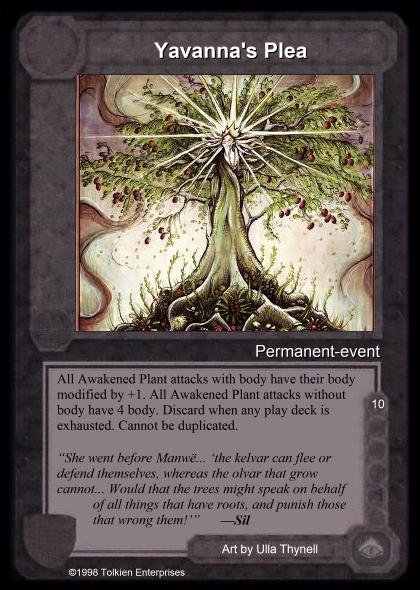 Yavanna's Plea
Permanent-event
All Awakened Plant attacks with body have their body
modified by +1. All Awakened Plant attacks without
body have 4 body. Discard when any play deck is
exhausted. Cannot be duplicated.
10
“She went before Manwë... ‘the kelvar can flee or
defend themselves, whereas the olvar that grow
cannot... Would that the trees might speak on behalf
of all things that have roots, and punish those
that wrong them!’” —Sil
Art by Ulla Thynell
©1998 Tolkien Enterprises